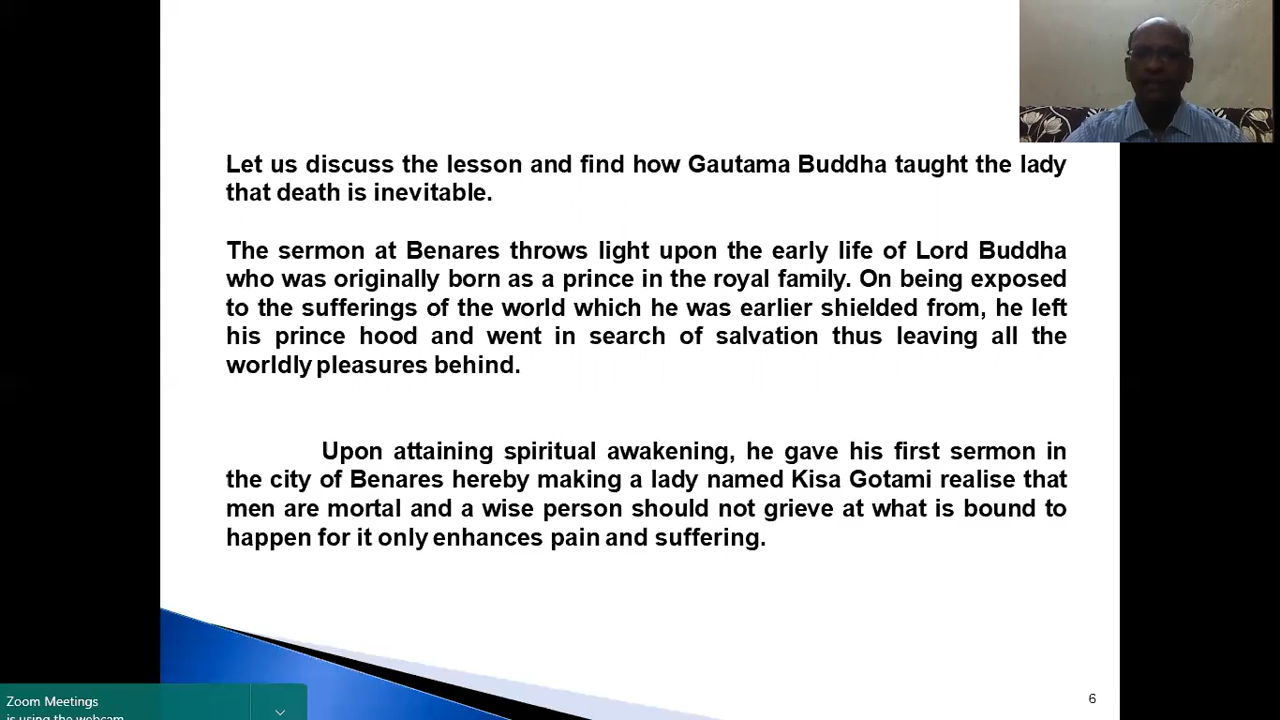 Let us discuss the lesson and find how Gautama Buddha taught the lady
that death is inevitable.
The sermon at Benares throws light upon the early life of Lord Buddha
who was originally born as a prince in the royal family. On being exposed
to the sufferings of the world which he was earlier shielded from, he left
his prince hood and went in search of salvation thus leaving all the
worldly pleasures behind.
Upon attaining spiritual awakening, he gave his first sermon in
the city of Benares hereby making a lady named Kisa Gotami realise that
men are mortal and a wise person should not grieve at what is bound to
happen for it only enhances pain and suffering.
6
Zoom Meetings
is using the webcam